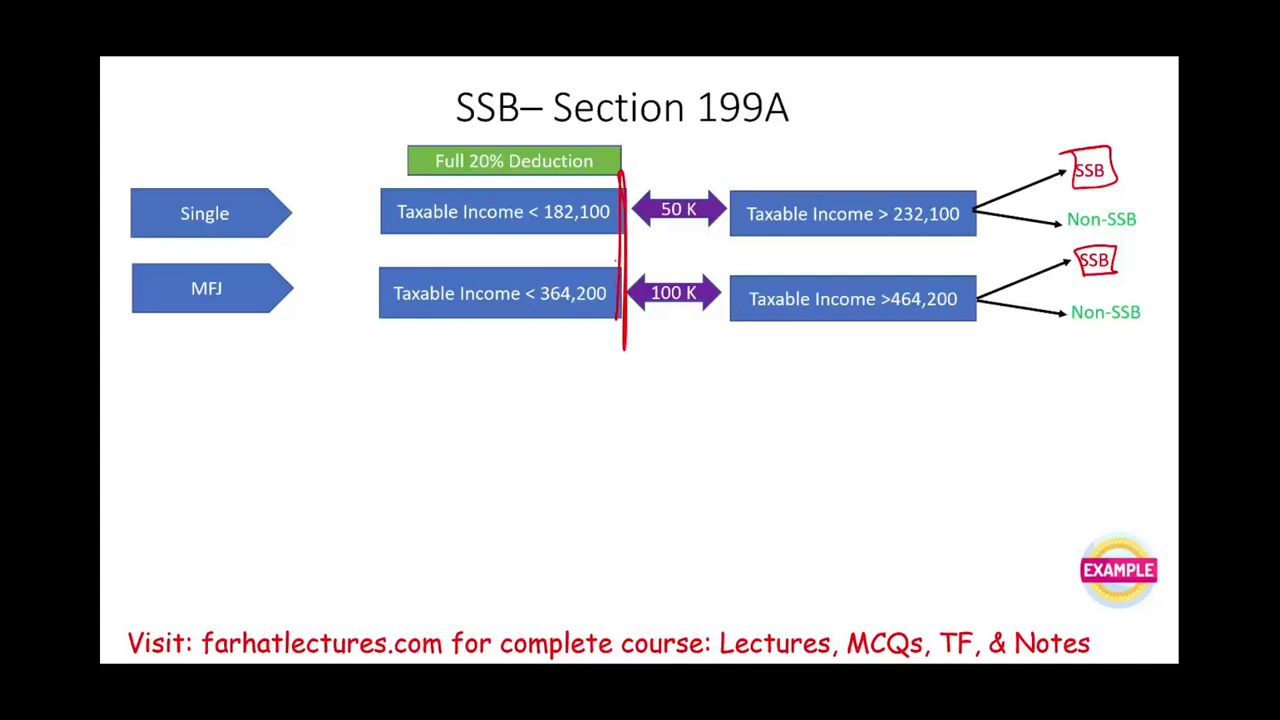 SSB– Section 199A
Full 20% Deduction
Single
Taxable Income < 182,100
50 K
Taxable Income > 232,100
SSB
Non-SSB
MFJ
Taxable Income < 364,200
100 K
Taxable Income >464,200
SSB
Non-SSB
EXAMPLE
Visit: farhatlectures.com for complete course: Lectures, MCQs, TF, & Notes